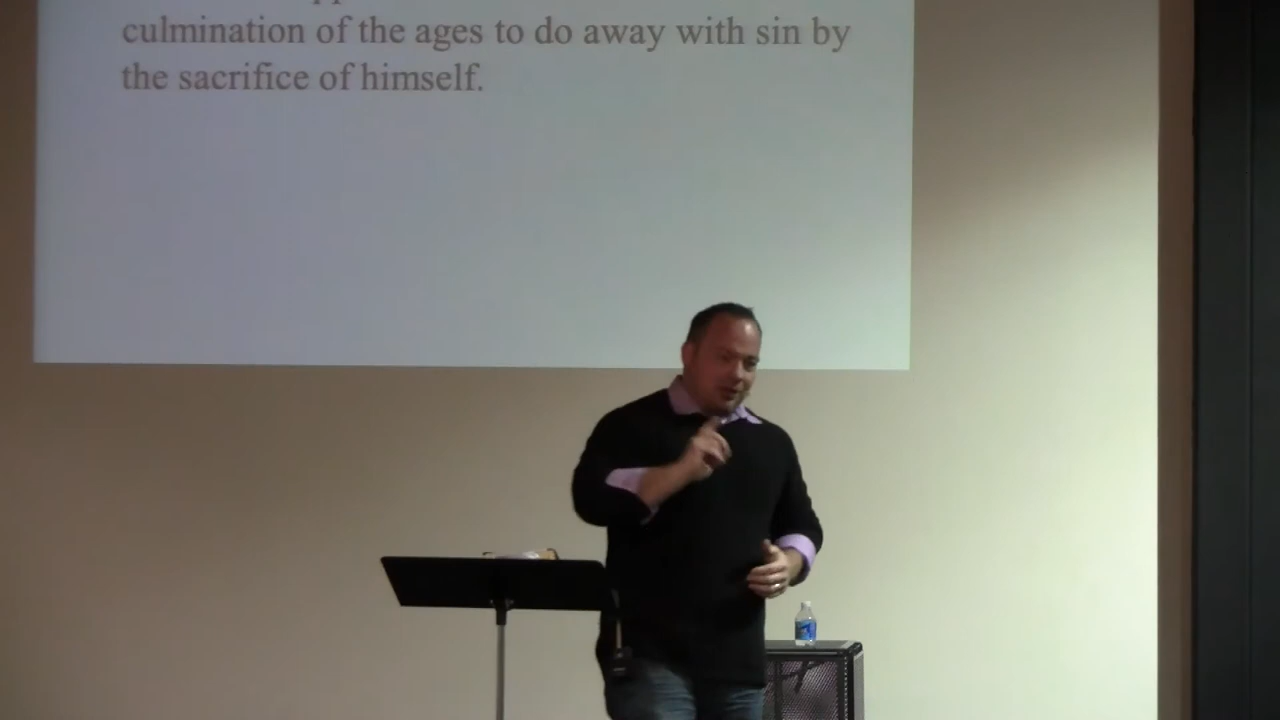 culmination of the ages to do away with sin by
the sacrifice of himself.